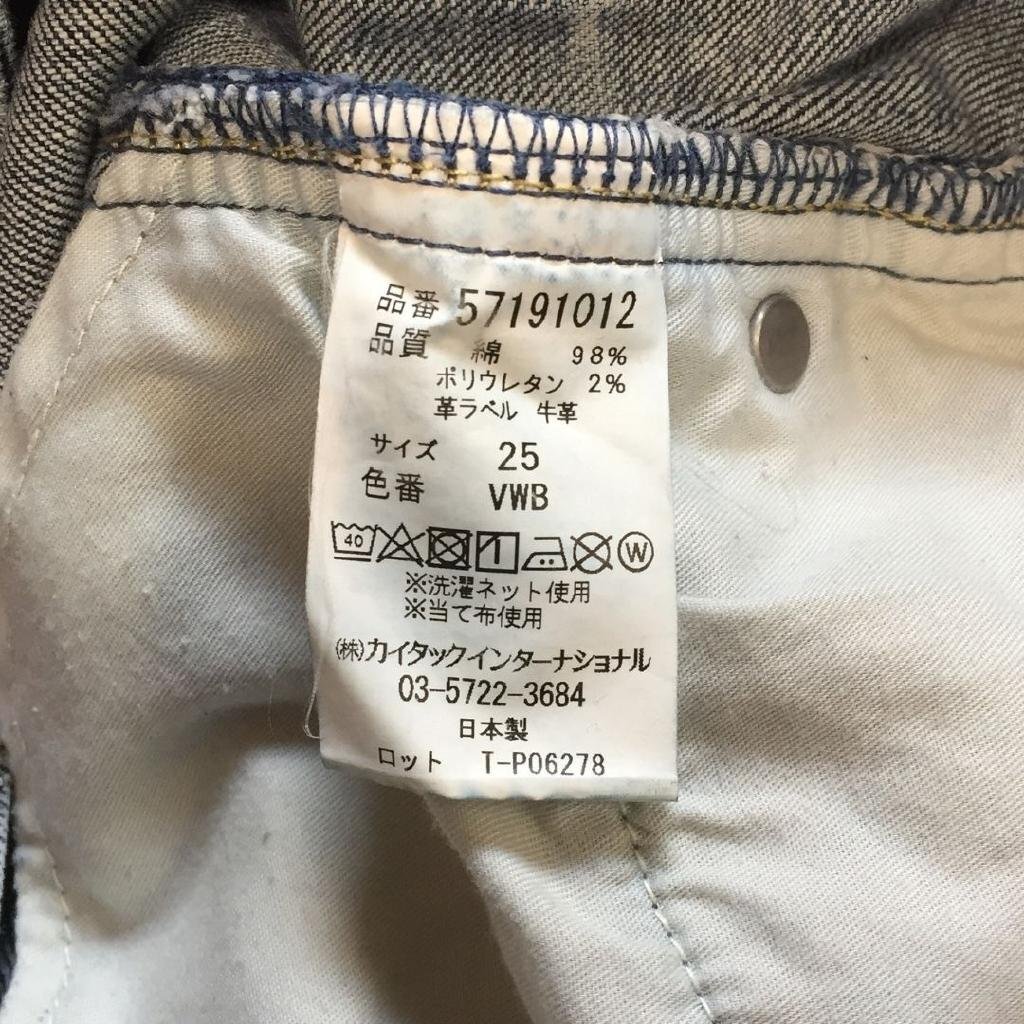 品番 57191012
品質 綿 98%
ポリウレタン 2%
革ラベル 牛革
サイズ 25
色番 VWB
40 W
※洗濯ネット使用
※当て布使用
(株)カイタックインターナショナル
03-5722-3684
日本製
ロット T-P06278